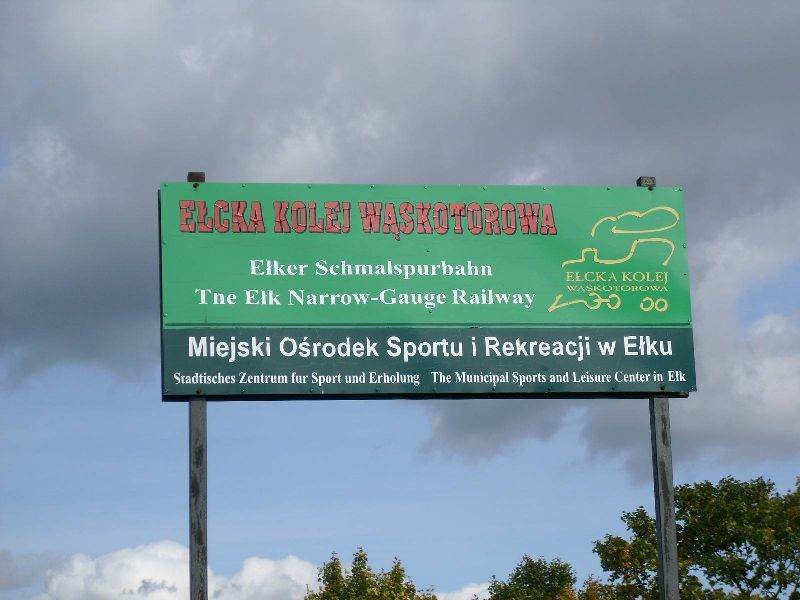 EŁCKA KOLEJ WĄSKOTOROWA
Ełker Schmalspurbahn
Tne Ełk Narrow-Gauge Railway
EŁCKA KOLEJ
WĄSKOTOROWA
Miejski Ośrodek Sportu i Rekreacji w Ełku
Stadtisches Zentrum fur Sport und Erholung The Municipal Sports and Leisure Center in Ełk